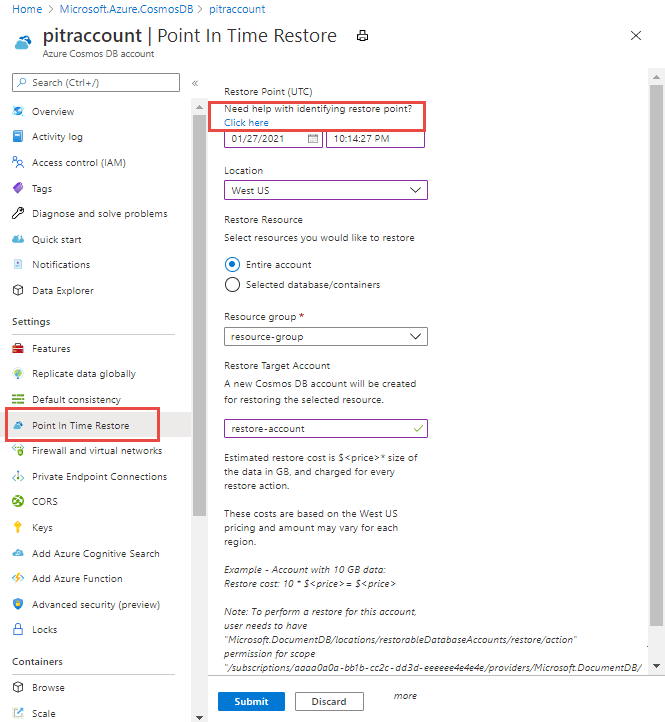 Home > Microsoft.Azure.CosmosDB > pitraccount
pitraccount | Point In Time Restore
Azure Cosmos DB account
Search (Ctrl+/)
«
Overview
Activity log
Access control (IAM)
Tags
Diagnose and solve problems
Quick start
Notifications
Data Explorer
Settings
Features
Replicate data globally
Default consistency
Point In Time Restore
Firewall and virtual networks
Private Endpoint Connections
CORS
Keys
Add Azure Cognitive Search
Add Azure Function
Advanced security (preview)
Locks
Containers
Browse
Scale
Restore Point (UTC)
Need help with identifying restore point?
Click here
01/27/2021 10:14:27 PM
Location
West US
Restore Resource
Select resources you would like to restore
Entire account
Selected database/containers
Resource group *
resource-group
Restore Target Account
A new Cosmos DB account will be created
for restoring the selected resource.
restore-account
Estimated restore cost is $<price>* size of
the data in GB, and charged for every
restore action.
These costs are based on the West US
pricing and amount may vary for each
region.
Example - Account with 10 GB data:
Restore cost: 10 * $<price>= $<price>
Note: To perform a restore for this account,
user needs to have
"Microsoft.DocumentDB/locations/restorableDatabaseAccounts/restore/action"
permission for scope
"/subscriptions/aaaa0a0a-bb1b-cc2c-dd3d-eeeeee4e4e4e/providers/Microsoft.DocumentDB/
more
Submit Discard